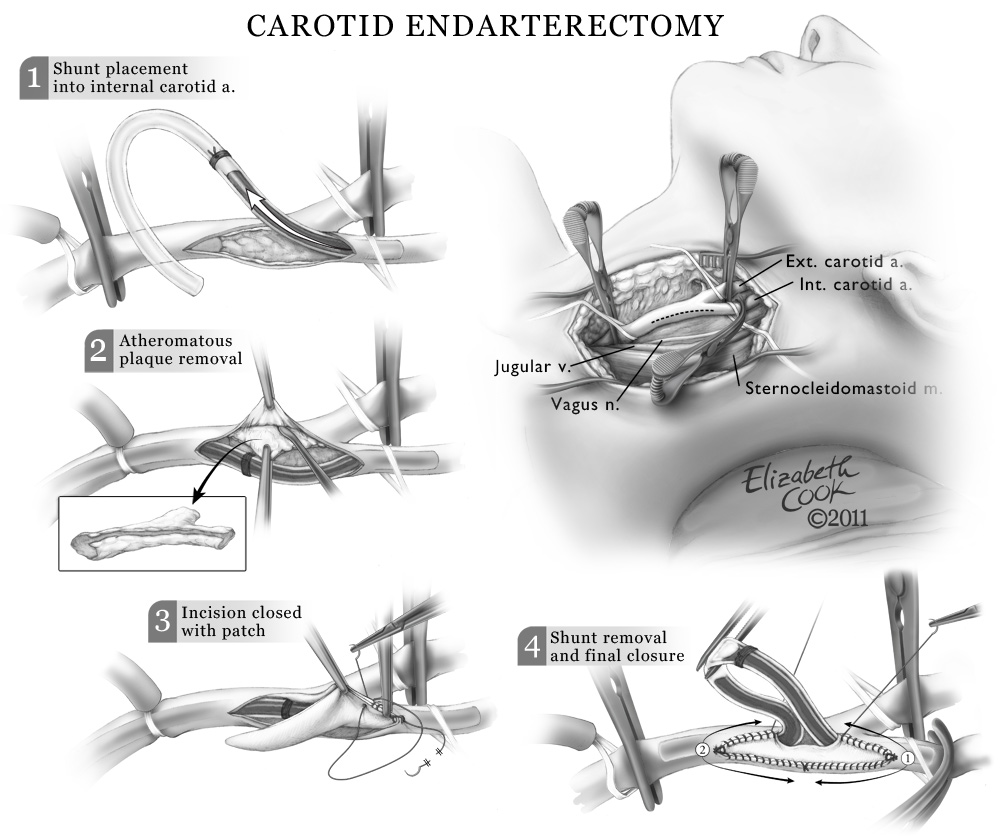 CAROTID ENDARTERECTOMY
1
Shunt placement
into internal carotid a.
2
Atheromatous
plaque removal
Ext. carotid a.
Int. carotid a.
Jugular v.
Vagus n.
Sternocleidomastoid m.
Elizabeth
Cook
©2011
3
Incision closed
with patch
4
Shunt removal
and final closure
2
1